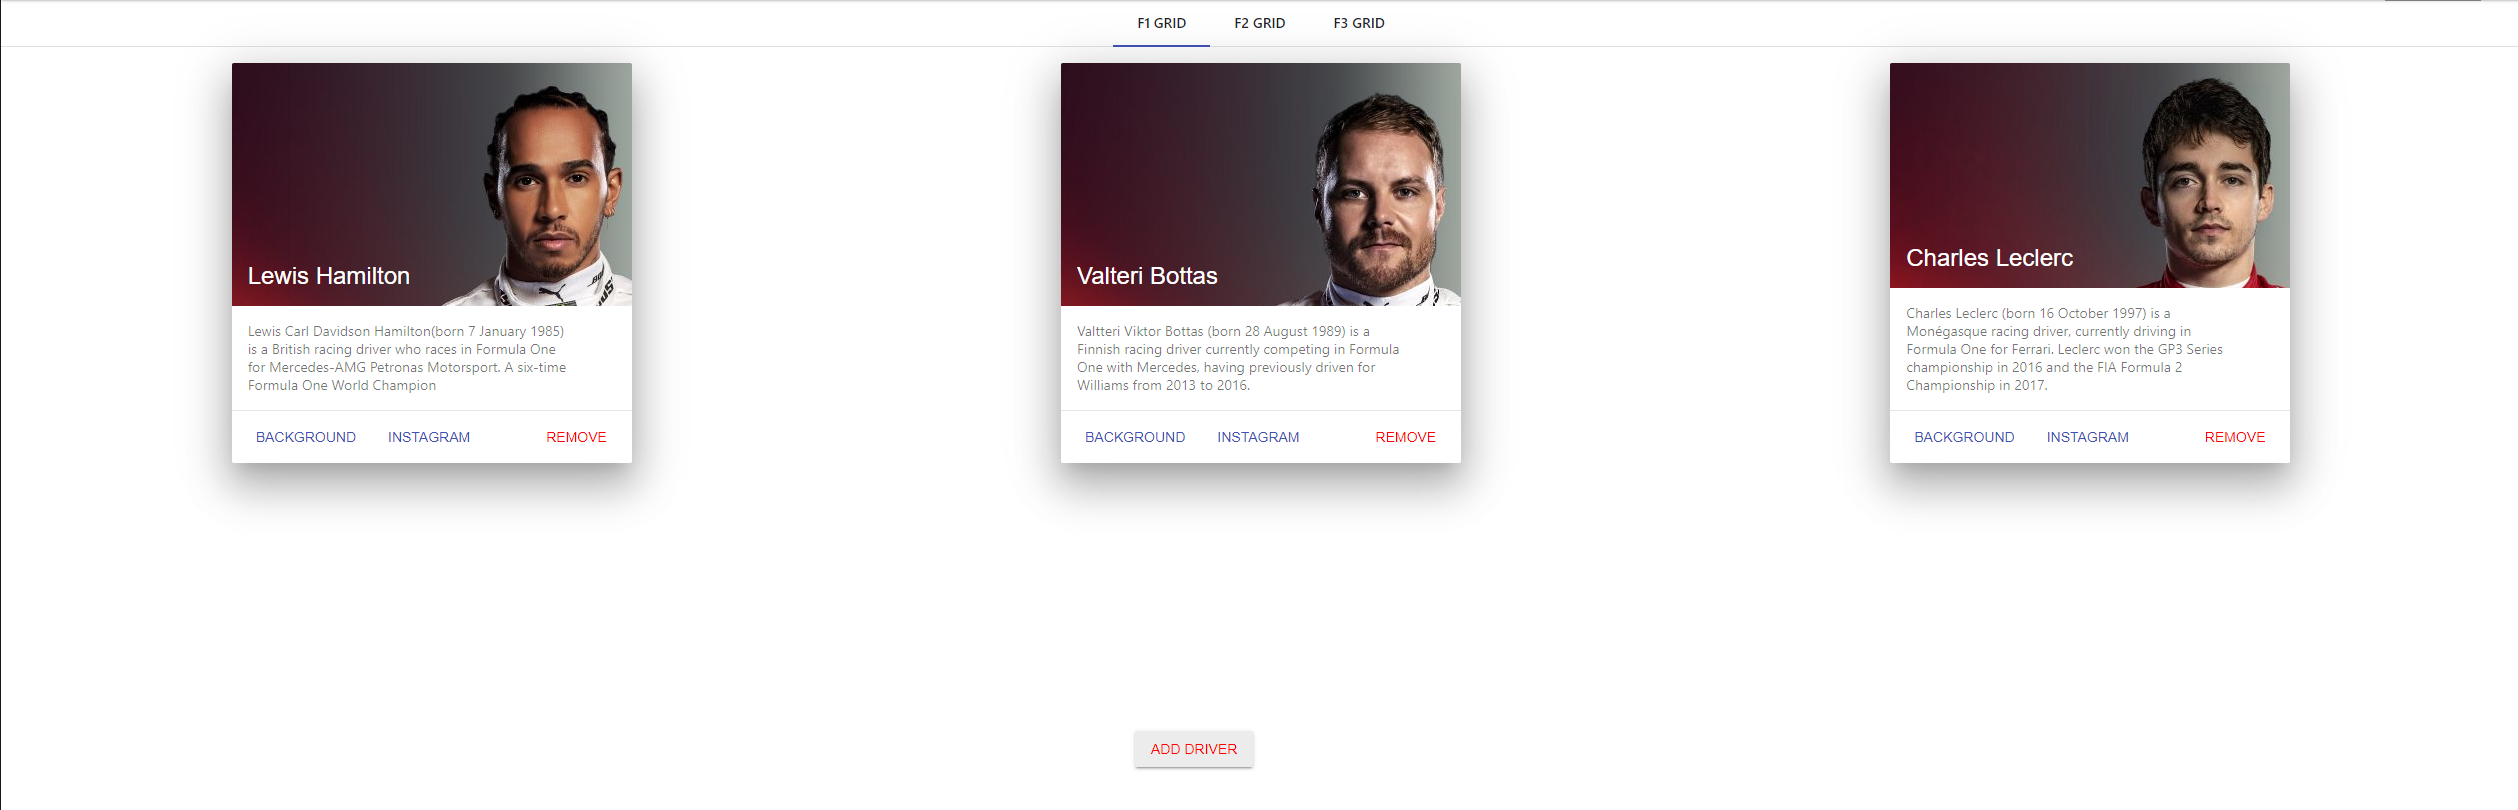 F1 GRID F2 GRID F3 GRID
Lewis Hamilton
Lewis Carl Davidson Hamilton(born 7 January 1985)
is a British racing driver who races in Formula One
for Mercedes-AMG Petronas Motorsport. A six-time
Formula One World Champion
BACKGROUND INSTAGRAM REMOVE
Valteri Bottas
Valtteri Viktor Bottas (born 28 August 1989) is a
Finnish racing driver currently competing in Formula
One with Mercedes, having previously driven for
Williams from 2013 to 2016.
BACKGROUND INSTAGRAM REMOVE
Charles Leclerc
Charles Leclerc (born 16 October 1997) is a
Monégasque racing driver, currently driving in
Formula One for Ferrari. Leclerc won the GP3 Series
championship in 2016 and the FIA Formula 2
Championship in 2017.
BACKGROUND INSTAGRAM REMOVE
ADD DRIVER